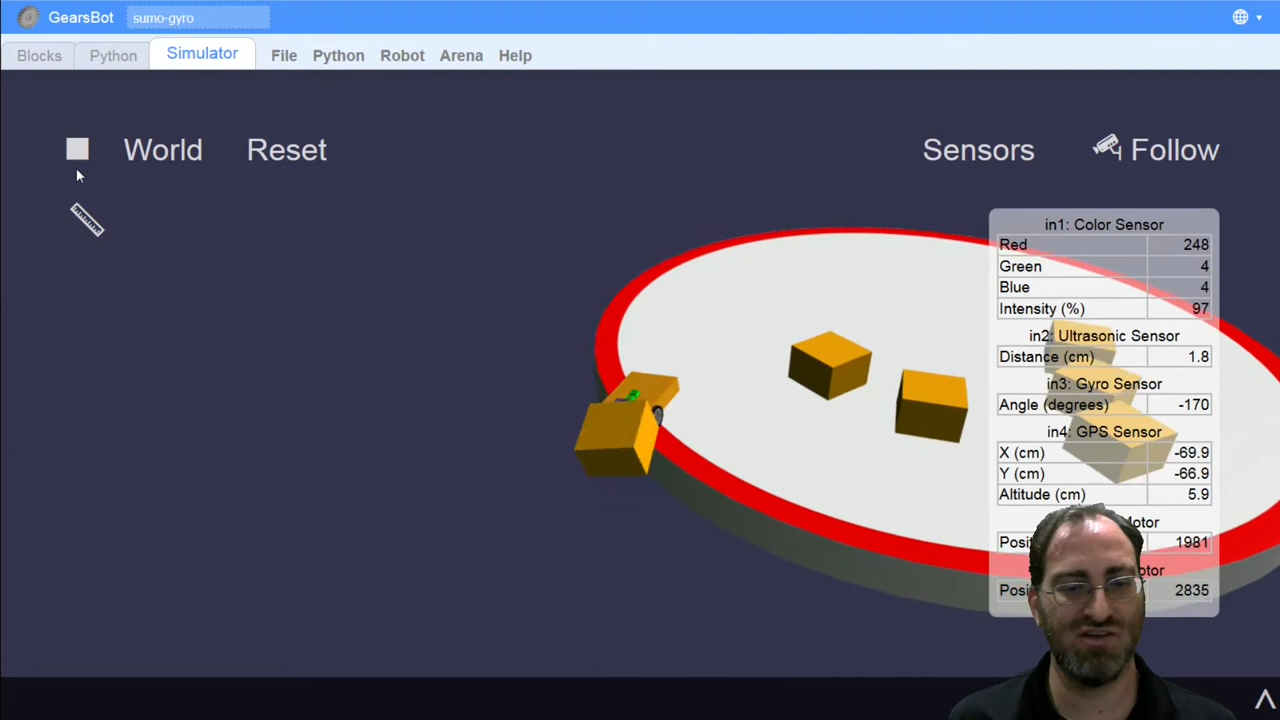 GearsBot
sumo-gyro
Blocks
Python
Simulator
File
Python
Robot
Arena
Help
World
Reset
Sensors
Follow
in1: Color Sensor
Red 248
Green 4
Blue 4
Intensity (%) 97
in2: Ultrasonic Sensor
Distance (cm) 1.8
in3: Gyro Sensor
Angle (degrees) -170
in4: GPS Sensor
X (cm) -69.9
Y (cm) -66.9
Altitude (cm) 5.9
1981
2835